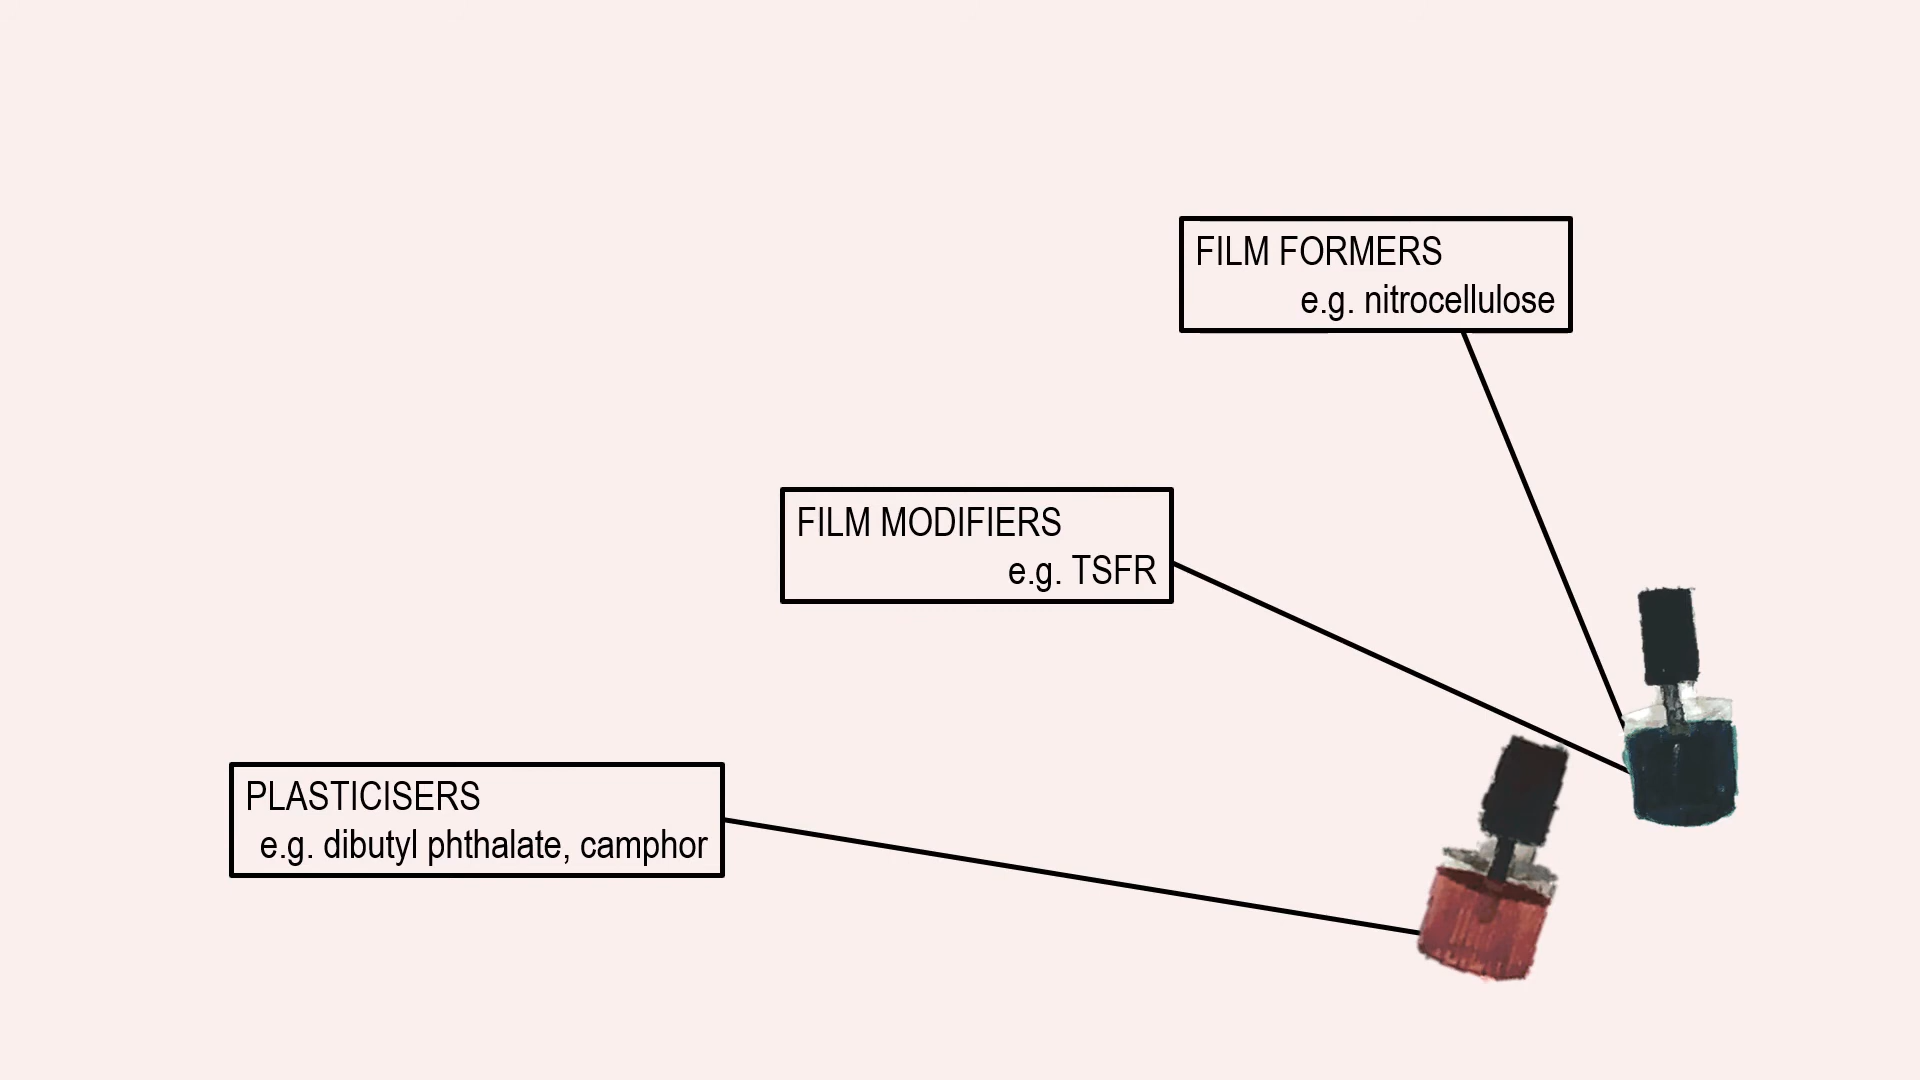 FILM FORMERS
e.g. nitrocellulose
FILM MODIFIERS
e.g. TSFR
PLASTICISERS
e.g. dibutyl phthalate, camphor